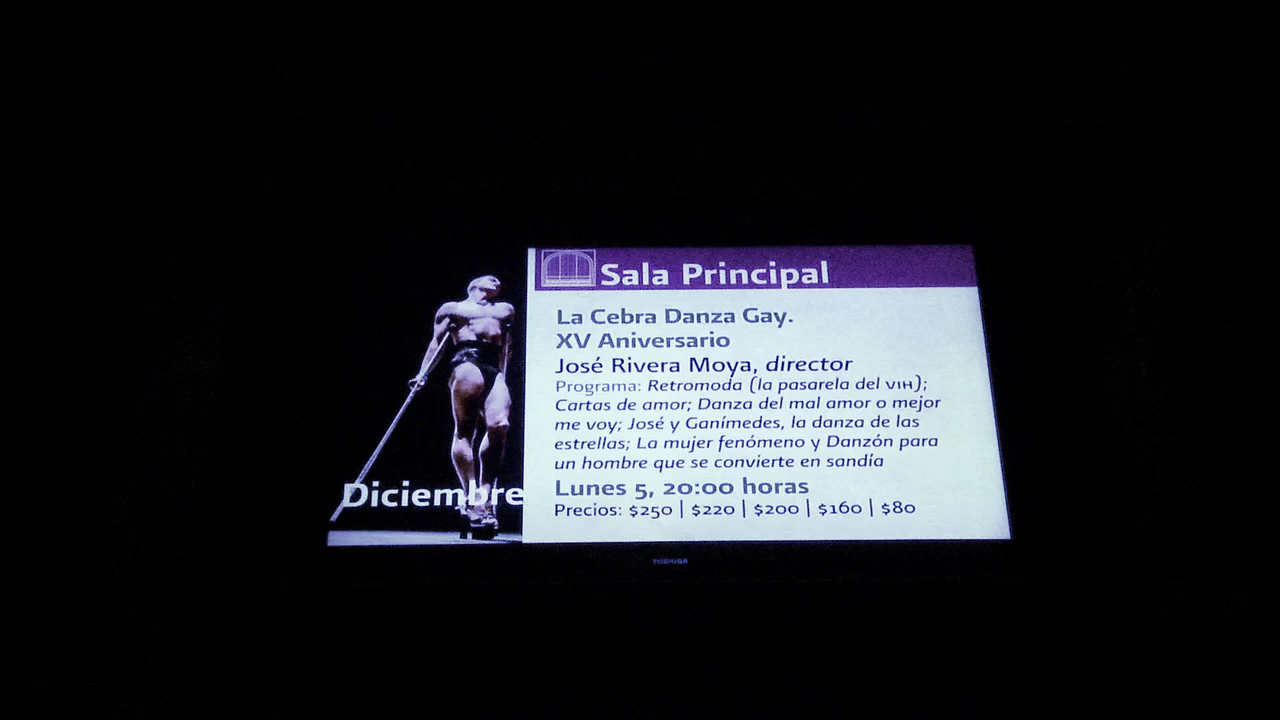 Sala Principal
La Cebra Danza Gay.
XV Aniversario
José Rivera Moya, director
Programa: Retromoda (la pasarela del VIH);
Cartas de amor; Danza del mal amor o mejor
me voy; José y Ganímedes, la danza de las
estrellas; La mujer fenómeno y Danzón para
un hombre que se convierte en sandía
Diciembre
Lunes 5, 20:00 horas
Precios: $250 | $220 | $200 | $160 | $80
TOSHIBA